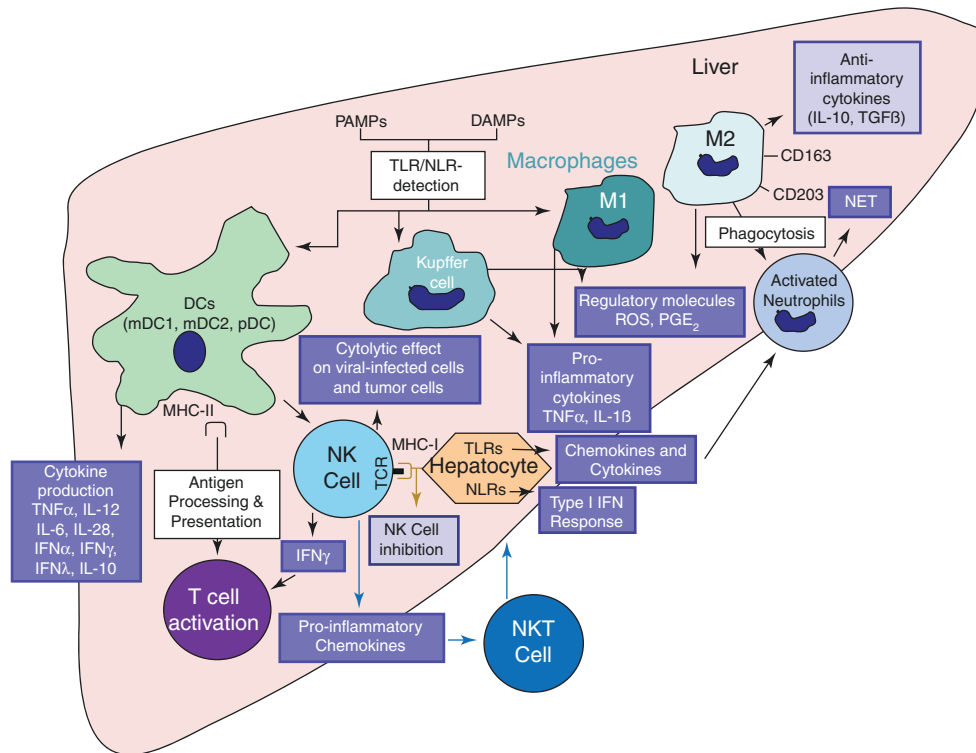 Liver
Anti-
inflammatory
cytokines
(IL-10, TGFß)
PAMPs
DAMPs
TLR/NLR-
detection
Macrophages
M2
CD163
CD203
NET
M1
Phagocytosis
Kupffer
cell
Activated
Neutrophils
DCs
(mDC1, mDC2, pDC)
Regulatory molecules
ROS, PGE₂
Cytolytic effect
on viral-infected cells
and tumor cells
Pro-
inflammatory
cytokines
TNFα, IL-1ß
MHC-II
NK
Cell
TCR
MHC-I
TLRs
Hepatocyte
NLRs
Chemokines and
Cytokines
Type I IFN
Response
Cytokine
production
TNFα, IL-12
IL-6, IL-28,
IFNα, IFNγ,
IFNλ, IL-10
Antigen
Processing &
Presentation
NK Cell
inhibition
IFNγ
T cell
activation
Pro-inflammatory
Chemokines
NKT
Cell